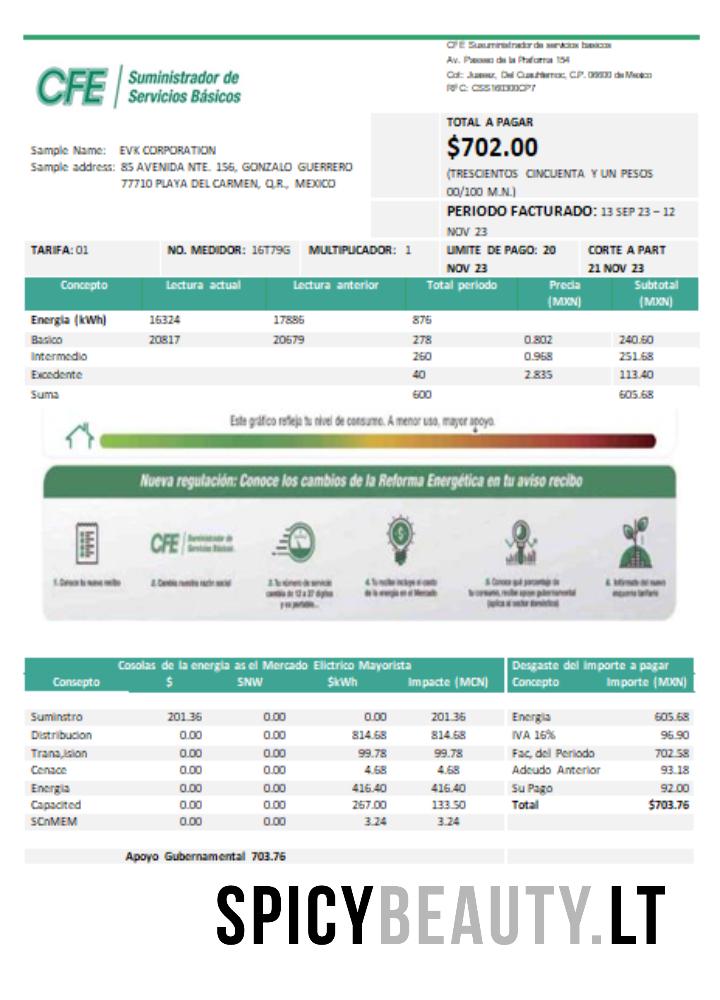 CFE Susuministrador de servicios basicos
Av. Paseso de la Praforma 154
Col: Juaasz, Del Cuauhlemoc, C.P. 06600 de Mexico
RFC: CSS160300CP7
CFE Suministrador de
Servicios Básicos
TOTAL A PAGAR
$702.00
(TRESCIENTOS CINCUENTA Y UN PESOS
00/100 M.N.)
Sample Name: EVK CORPORATION
Sample address: 85 AVENIDA NTE. 156, GONZALO GUERRERO
77710 PLAYA DEL CARMEN, Q.R., MEXICO
PERIODO FACTURADO: 13 SEP 23 – 12
NOV 23
TARIFA: 01 NO. MEDIDOR: 16T79G MULTIPLICADOR: 1 LIMITE DE PAGO: 20 CORTE A PART
NOV 23 21 NOV 23
Concepto Lectura actual Lectura anterior Total periodo Precia Subtotal
(MXN) (MXN)
Energia (kWh) 16324 17886 876
Basico 20817 20679 278 0.802 240.60
Intermedio 260 0.968 251.68
Excedente 40 2.835 113.40
Suma 600 605.68
Este gráfico refleja tu nivel de consumo. A menor uso, mayor apoyo.
Nueva regulación: Conoce los cambios de la Reforma Energética en tu aviso recibo
CFE Suministrador de
Servicios Básicos
1. Conoce tu nuevo recibo 2. Cambia nuestra razón social 3. Tu número de servicio 4. Tu recibo incluye el costo 5. Conoce qué porcentaje de 6. Infórmate del nuevo
cambia de 12 a 27 dígitos de la energía en el Mercado tu consumo, recibe apoyo gubernamental esquema tarifario
y es portable... (aplica al sector doméstico)
Cosolas de la energia as el Mercado Elictrico Mayorista Desgaste del importe a pagar
Consepto $ SNW $kWh Impacte (MCN) Concepto Importe (MXN)
Suminstro 201.36 0.00 0.00 201.36 Energia 605.68
Distribucion 0.00 0.00 814.68 814.68 IVA 16% 96.90
Trana,ision 0.00 0.00 99.78 99.78 Fac, del Periodo 702.58
Cenace 0.00 0.00 4.68 4.68 Adeudo Anterior 93.18
Energia 0.00 0.00 416.40 416.40 Su Pago 92.00
Capacited 0.00 0.00 267.00 133.50 Total $703.76
SCnMEM 0.00 0.00 3.24 3.24
Apoyo Gubernamental 703.76
SPICYBEAUTY.LT